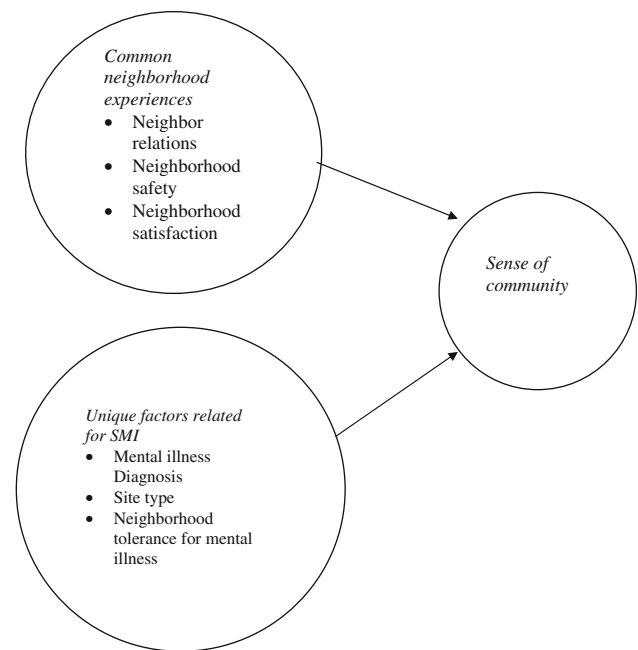 Common
neighborhood
experiences
• Neighbor
relations
• Neighborhood
safety
• Neighborhood
satisfaction
Sense of
community
Unique factors related
for SMI
• Mental illness
Diagnosis
• Site type
• Neighborhood
tolerance for mental
illness